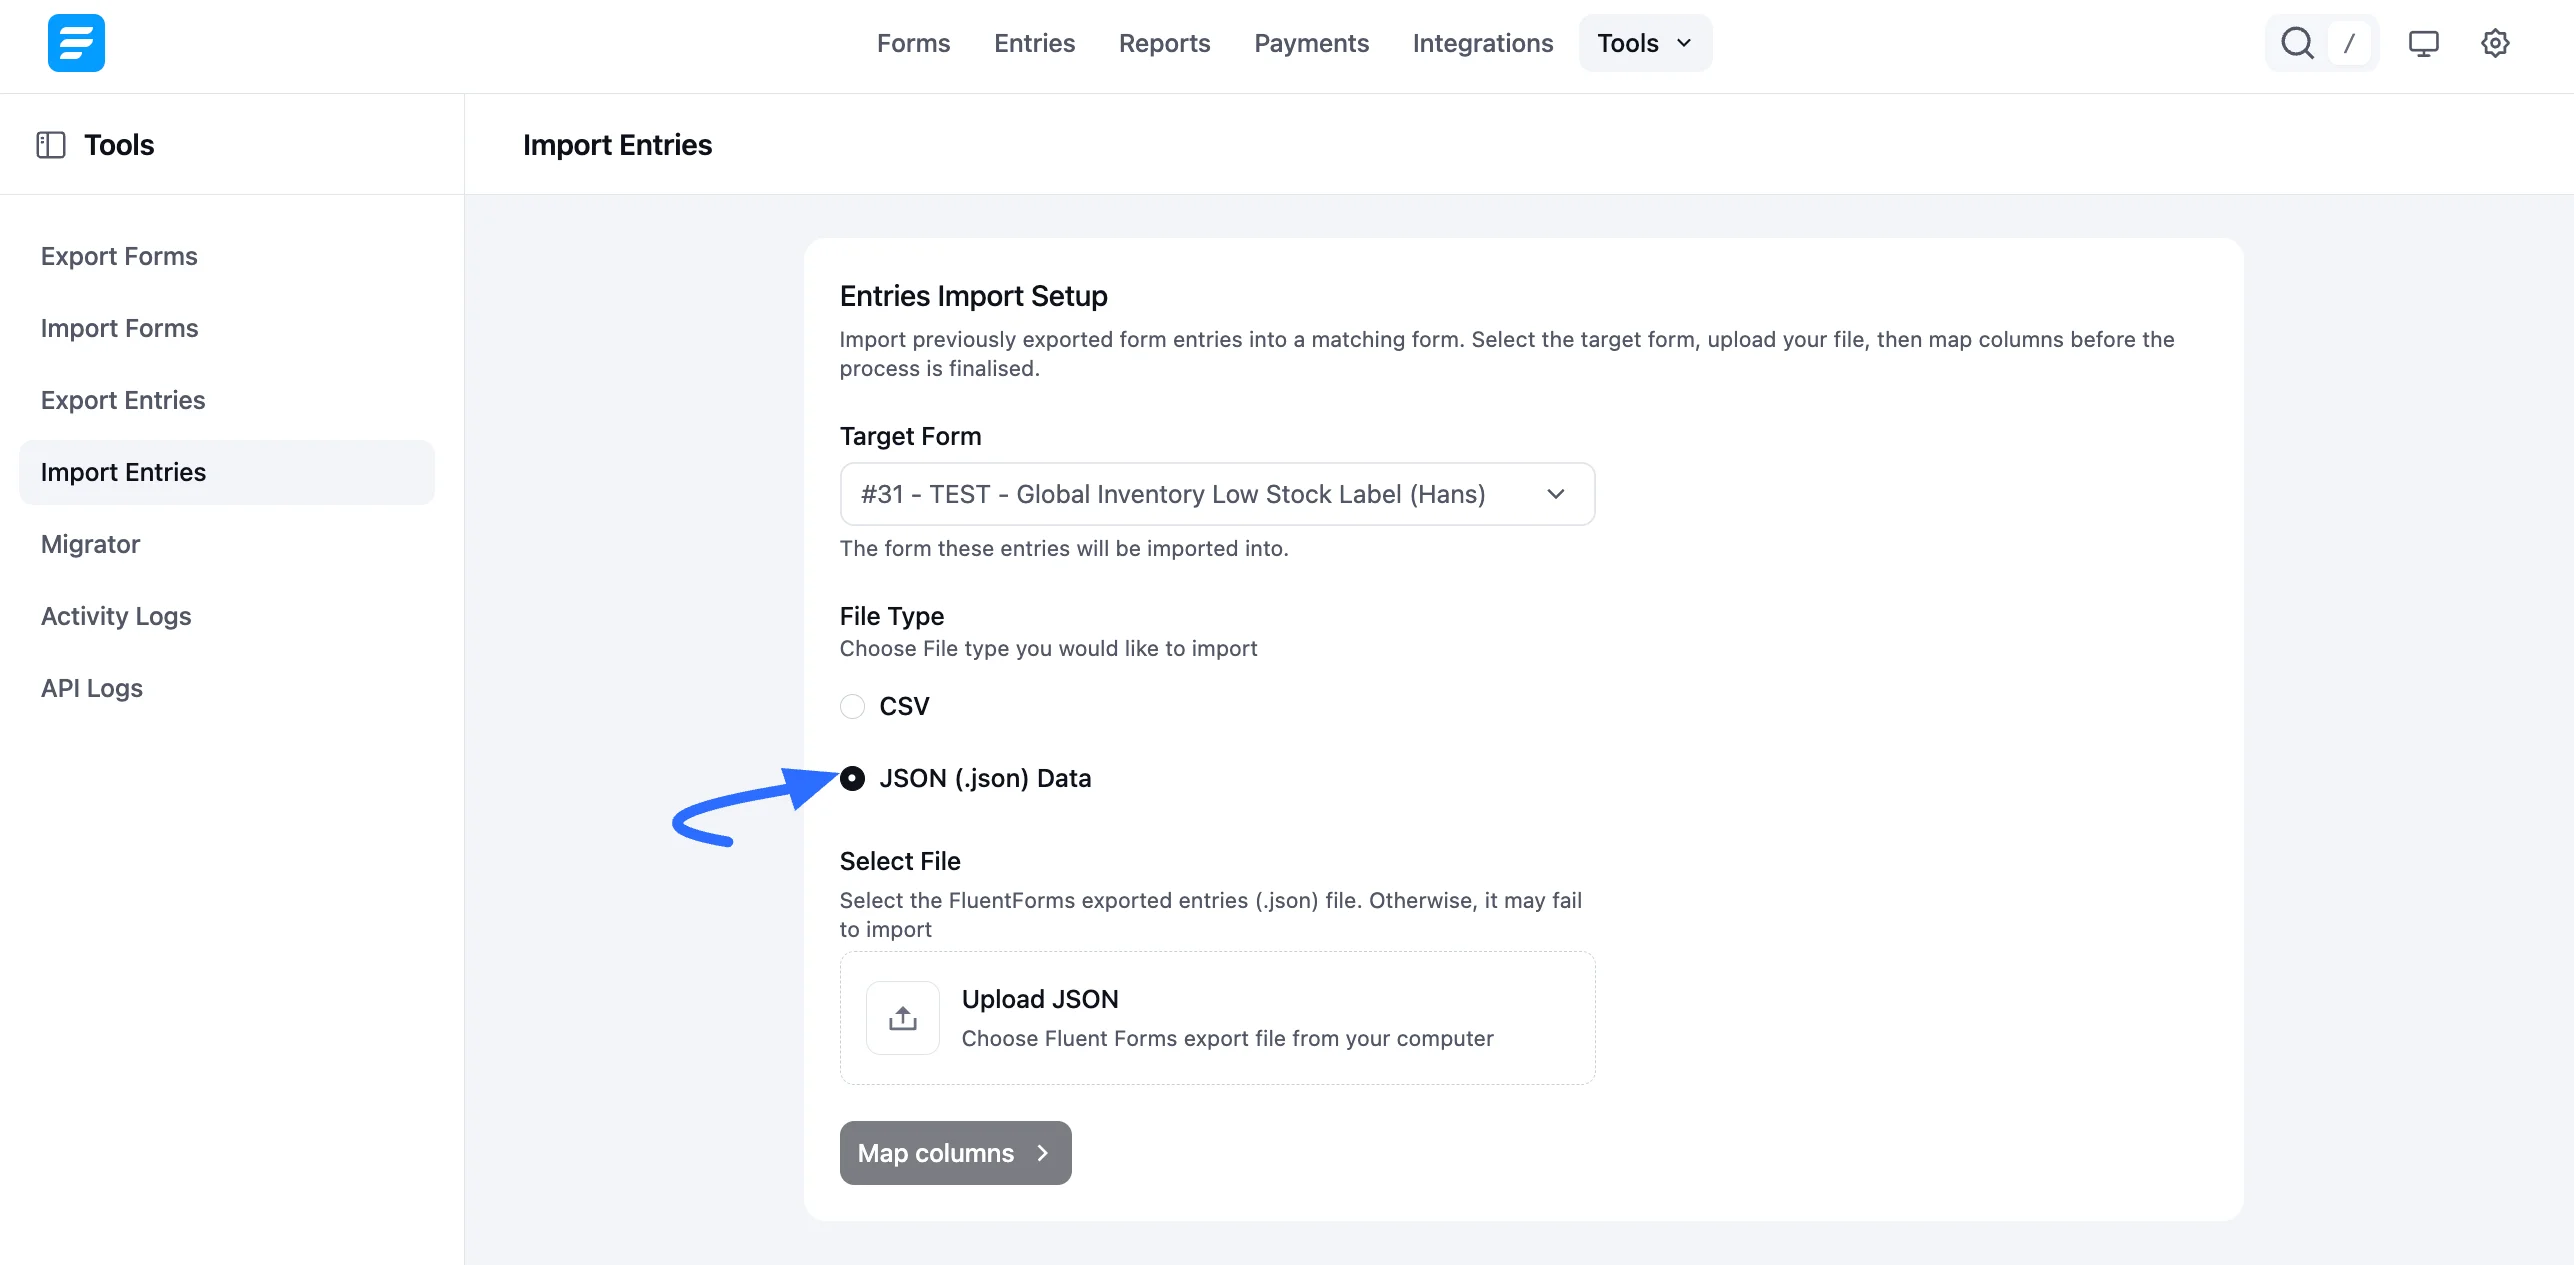 Forms
Entries
Reports
Payments
Integrations
Tools
/
Tools
Import Entries
Export Forms
Import Forms
Export Entries
Import Entries
Migrator
Activity Logs
API Logs
Entries Import Setup
Import previously exported form entries into a matching form. Select the target form, upload your file, then map columns before the
process is finalised.
Target Form
#31 - TEST - Global Inventory Low Stock Label (Hans)
The form these entries will be imported into.
File Type
Choose File type you would like to import
CSV
JSON (.json) Data
Select File
Select the FluentForms exported entries (.json) file. Otherwise, it may fail
to import
Upload JSON
Choose Fluent Forms export file from your computer
Map columns